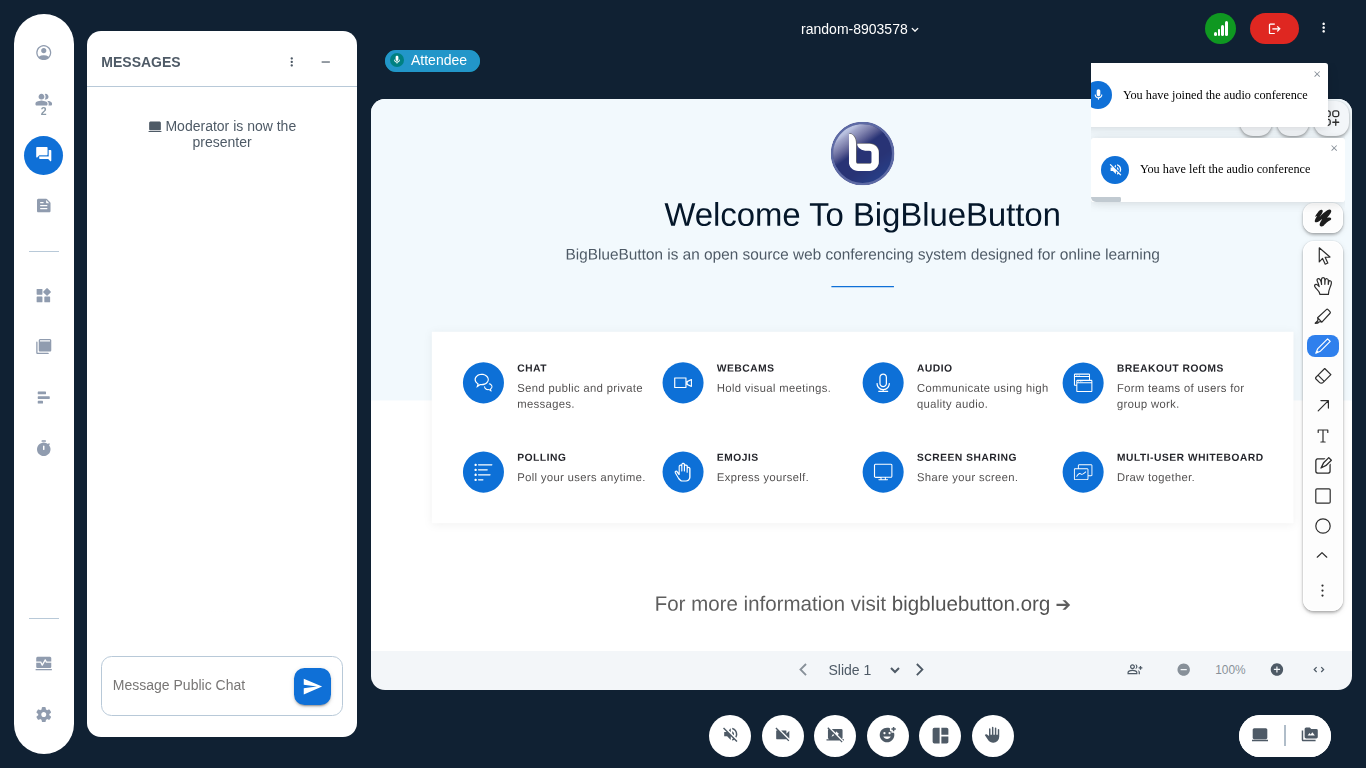 random-8903578
Attendee
2
MESSAGES
Moderator is now the
presenter
Message Public Chat
You have joined the audio conference
You have left the audio conference
Welcome To BigBlueButton
BigBlueButton is an open source web conferencing system designed for online learning
CHAT
Send public and private
messages.
WEBCAMS
Hold visual meetings.
AUDIO
Communicate using high
quality audio.
BREAKOUT ROOMS
Form teams of users for
group work.
POLLING
Poll your users anytime.
EMOJIS
Express yourself.
SCREEN SHARING
Share your screen.
MULTI-USER WHITEBOARD
Draw together.
For more information visit bigbluebutton.org →
Slide 1
100%